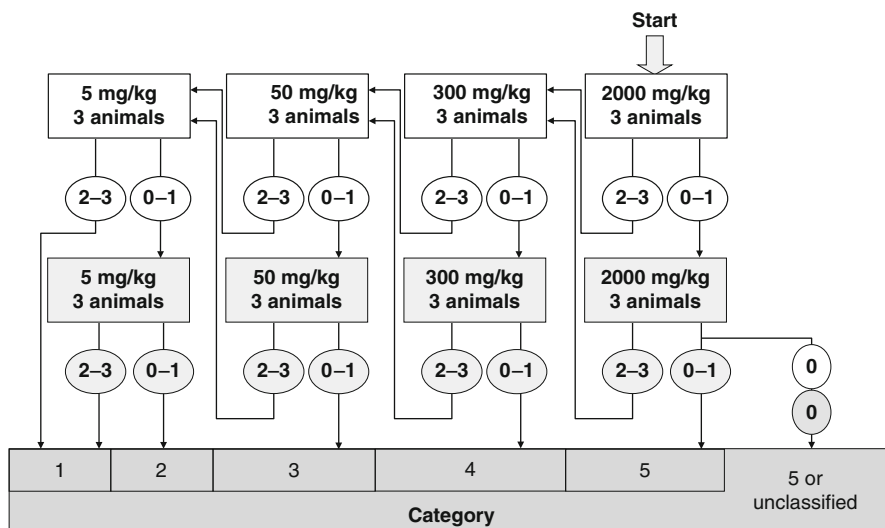 Start
5 mg/kg
3 animals
50 mg/kg
3 animals
300 mg/kg
3 animals
2000 mg/kg
3 animals
2–3
0–1
2–3
0–1
2–3
0–1
2–3
0–1
5 mg/kg
3 animals
50 mg/kg
3 animals
300 mg/kg
3 animals
2000 mg/kg
3 animals
2–3
0–1
2–3
0–1
2–3
0–1
2–3
0–1
0
0
1
2
3
4
5
5 or
unclassified
Category